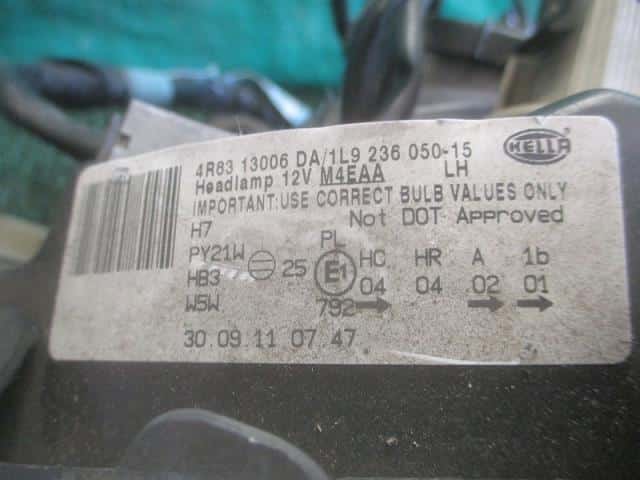 4R83 13006 DA/1L9 236 050-15
HELLA
Headlamp 12V M4EAA LH
IMPORTANT:USE CORRECT BULB VALUES ONLY
H7 Not DOT Approved
PY21W 25 PL HC HR A 1b
HB3 E1 04 04 02 01
W5W 792
30.09.11 07 47